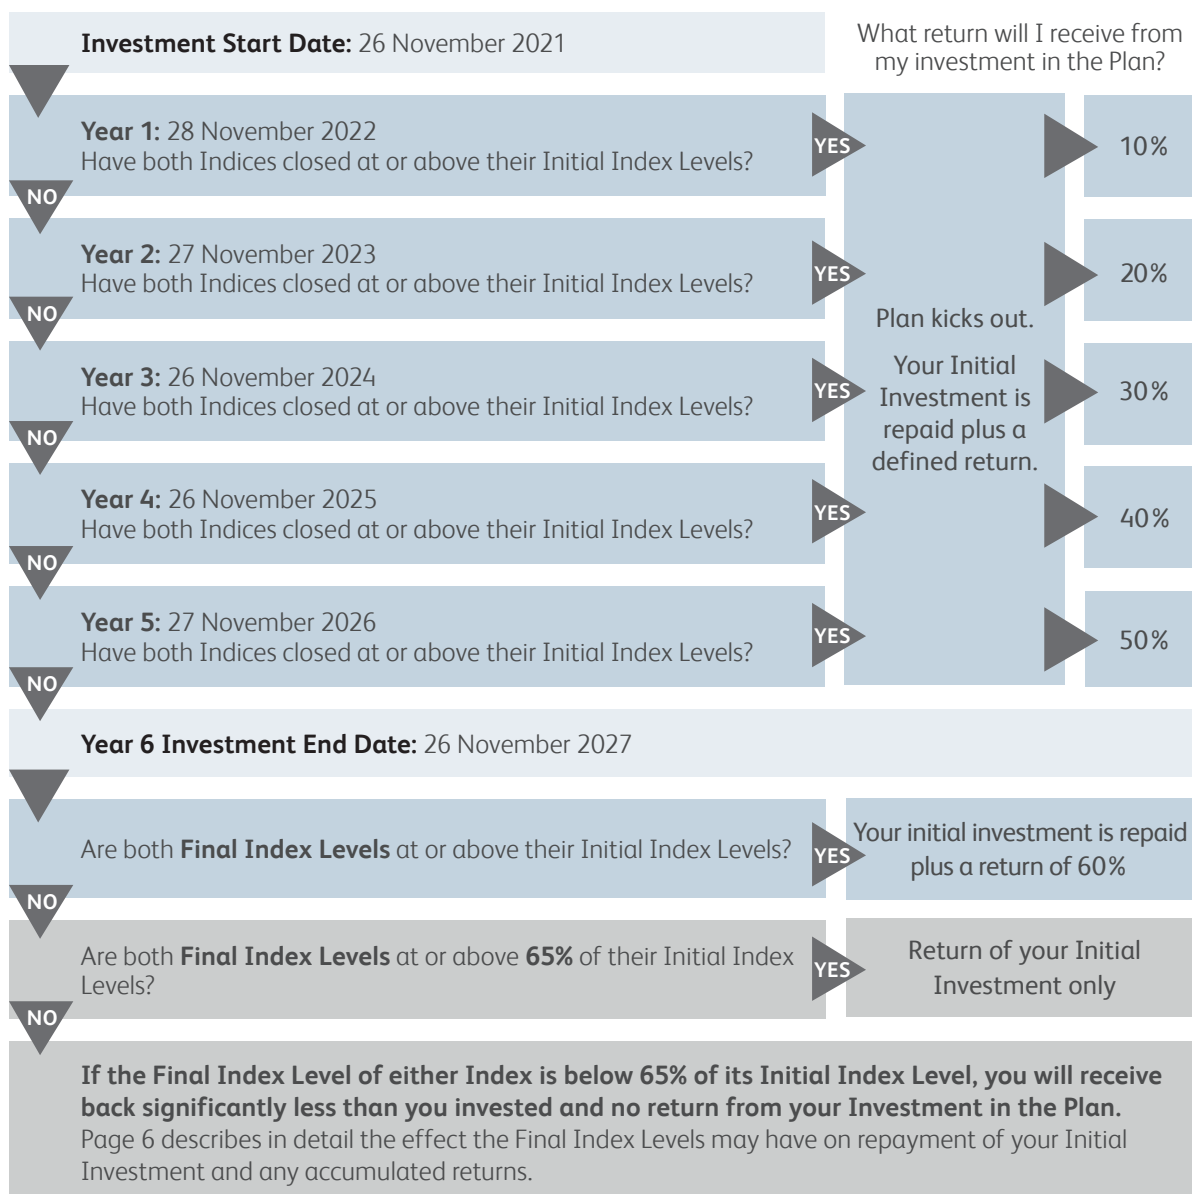 Investment Start Date: 26 November 2021
What return will I receive from
my investment in the Plan?
Year 1: 28 November 2022
Have both Indices closed at or above their Initial Index Levels?
YES
10%
NO
Year 2: 27 November 2023
Have both Indices closed at or above their Initial Index Levels?
YES
20%
NO
Year 3: 26 November 2024
Have both Indices closed at or above their Initial Index Levels?
YES
30%
NO
Year 4: 26 November 2025
Have both Indices closed at or above their Initial Index Levels?
YES
40%
NO
Year 5: 27 November 2026
Have both Indices closed at or above their Initial Index Levels?
YES
50%
NO
Plan kicks out.
Your Initial
Investment is
repaid plus a
defined return.
Year 6 Investment End Date: 26 November 2027
Are both Final Index Levels at or above their Initial Index Levels?
YES
Your initial investment is repaid
plus a return of 60%
NO
Are both Final Index Levels at or above 65% of their Initial Index
Levels?
YES
Return of your Initial
Investment only
NO
If the Final Index Level of either Index is below 65% of its Initial Index Level, you will receive
back significantly less than you invested and no return from your Investment in the Plan.
Page 6 describes in detail the effect the Final Index Levels may have on repayment of your Initial
Investment and any accumulated returns.